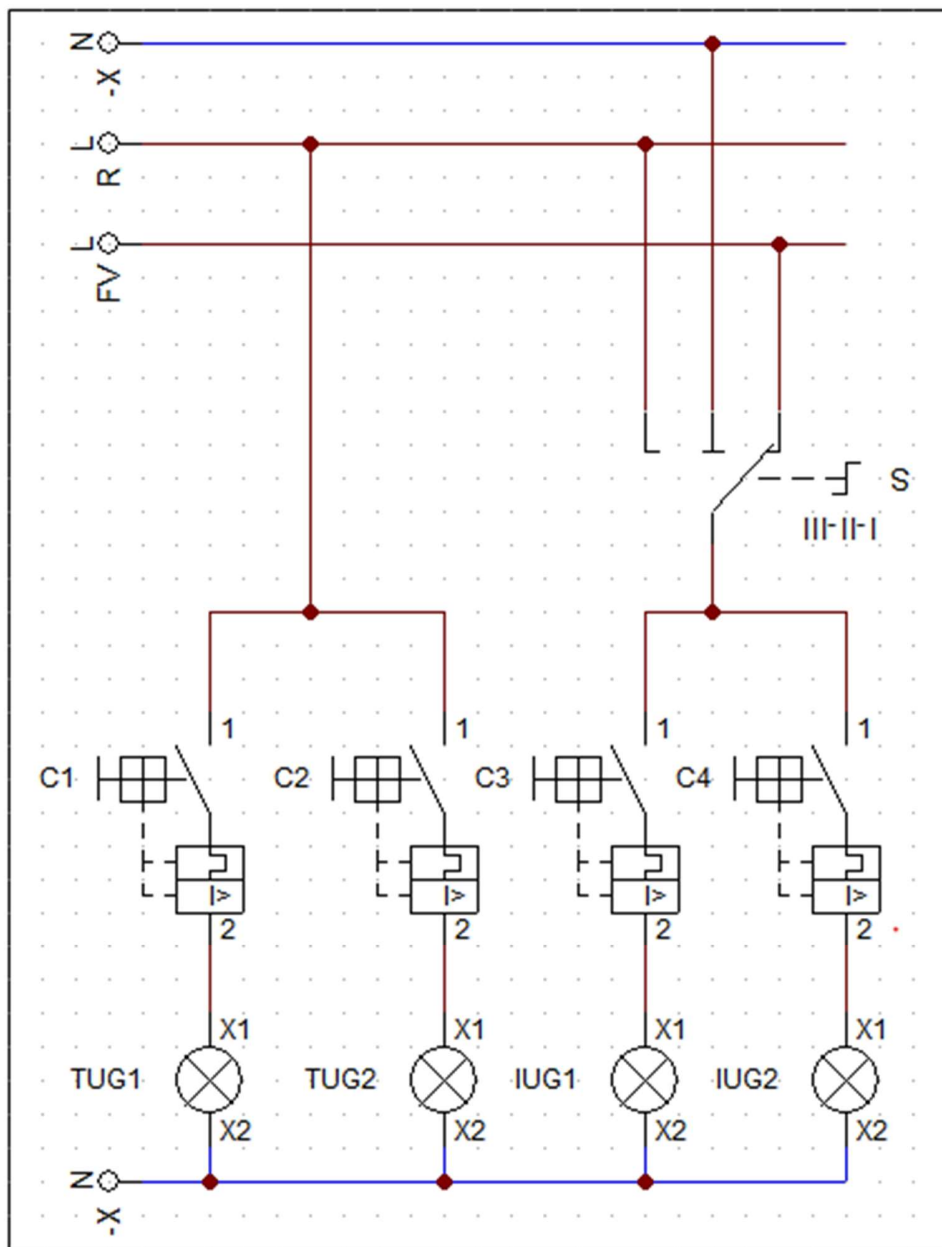 N
-X
L
R
L
FV
S
III-II-I
1 1 1 1
C1 C2 C3 C4
I> I> I> I>
2 2 2 2
X1 X1 X1 X1
TUG1 TUG2 IUG1 IUG2
X2 X2 X2 X2
N
-X